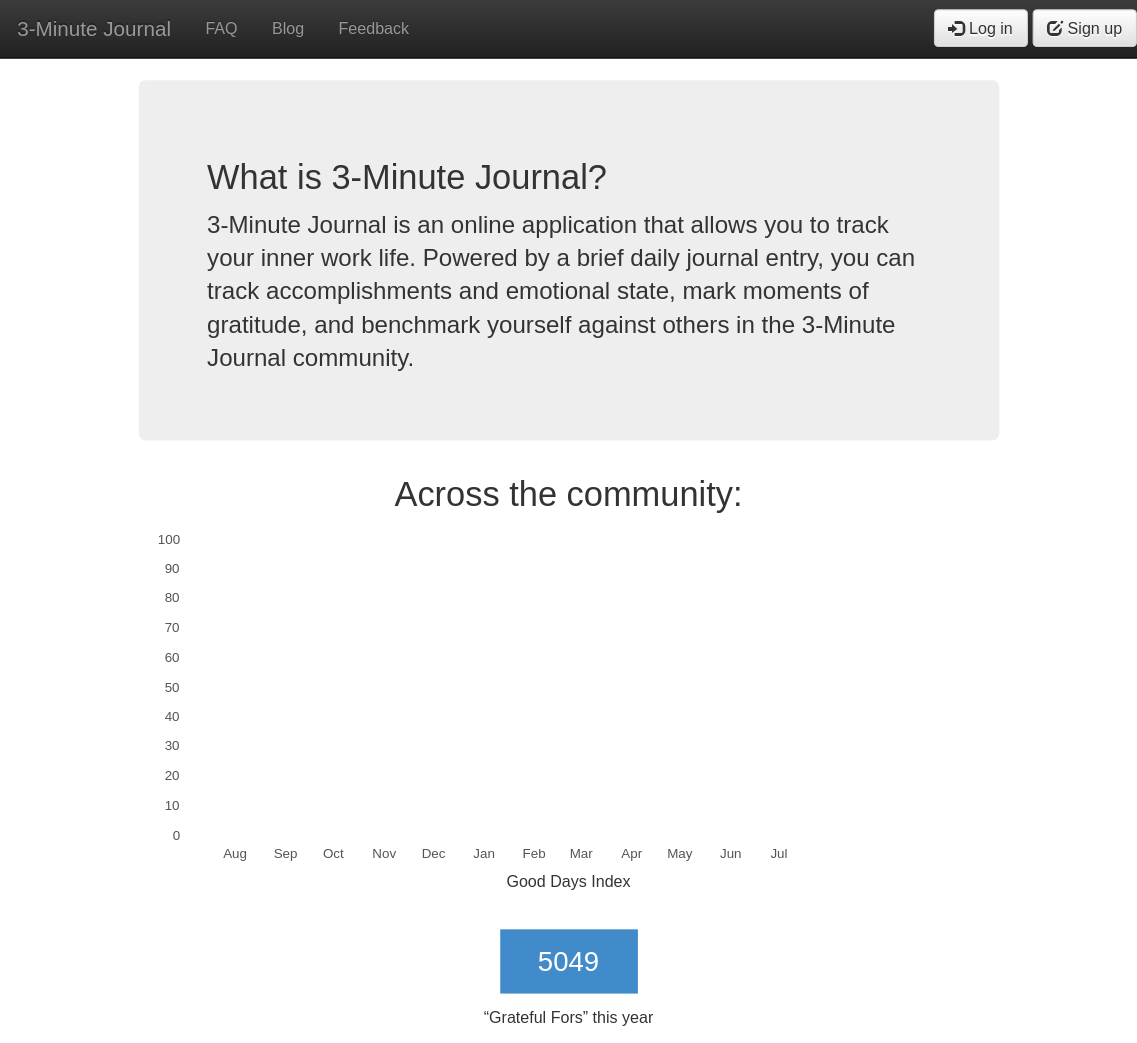 3-Minute Journal FAQ Blog Feedback Log in Sign up
What is 3-Minute Journal?
3-Minute Journal is an online application that allows you to track
your inner work life. Powered by a brief daily journal entry, you can
track accomplishments and emotional state, mark moments of
gratitude, and benchmark yourself against others in the 3-Minute
Journal community.
Across the community:
100
90
80
70
60
50
40
30
20
10
0
Aug Sep Oct Nov Dec Jan Feb Mar Apr May Jun Jul
Good Days Index
5049
“Grateful Fors” this year